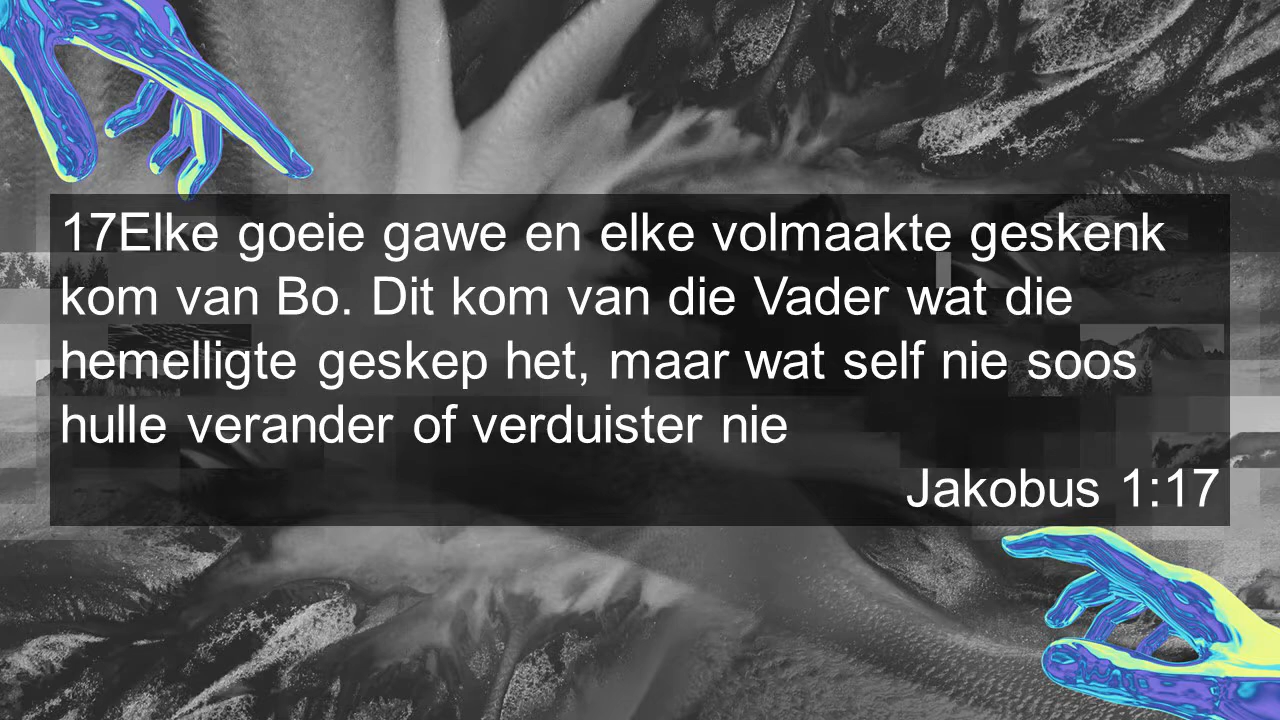 17Elke goeie gawe en elke volmaakte geskenk
kom van Bo. Dit kom van die Vader wat die
hemelligte geskep het, maar wat self nie soos
hulle verander of verduister nie
Jakobus 1:17